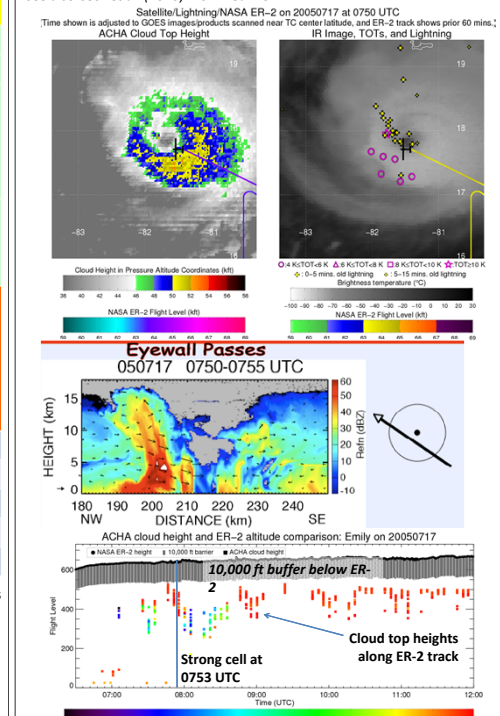 Satellite/Lightning/NASA ER-2 on 20050717 at 0750 UTC
(Time shown is adjusted to GOES images/products scanned near TC center latitude, and ER-2 track shows prior 60 mins.)
ACHA Cloud Top Height
IR Image, TOTs, and Lightning
19
18
17
-83
-82
-81
16
19
18
17
-83
-82
-81
16
Cloud Height in Pressure Altitude Coordinates (kft)
36 40 42 44 46 48 50 52 54 56 58
NASA ER-2 Flight Level (kft)
:4 K≤TOT<6 K :6 K≤TOT<8 K :8 K≤TOT<10 K :TOT≥10 K
: 0-5 mins. old lightning : 5-15 mins. old lightning
Brightness temperature (°C)
-100 -90 -80 -70 -60 -50 -40 -30 -20 -10 0 10 20 30
NASA ER-2 Flight Level (kft)
Eyewall Passes
050717 0750-0755 UTC
HEIGHT (km)
15
10
5
0
180 190 200 210 220 230 240
NW DISTANCE (km) SE
60
50
40
30
20
10
0
-10
Refn (dBZ)
ACHA cloud height and ER-2 altitude comparison: Emily on 20050717
NASA ER-2 height 10,000 ft barrier ACHA cloud height
10,000 ft buffer below ER-
2
Flight Level
600
400
200
0
Cloud top heights
along ER-2 track
Strong cell at
0753 UTC
07:00 08:00 09:00 10:00 11:00 12:00
Time (UTC)